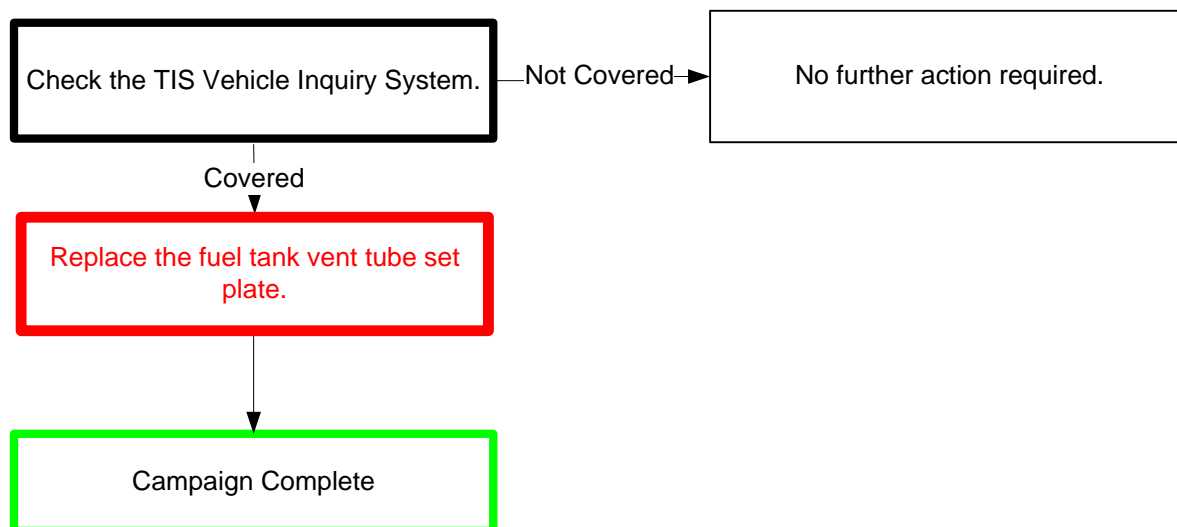 Check the TIS Vehicle Inquiry System.
Not Covered
No further action required.
Covered
Replace the fuel tank vent tube set
plate.
Campaign Complete